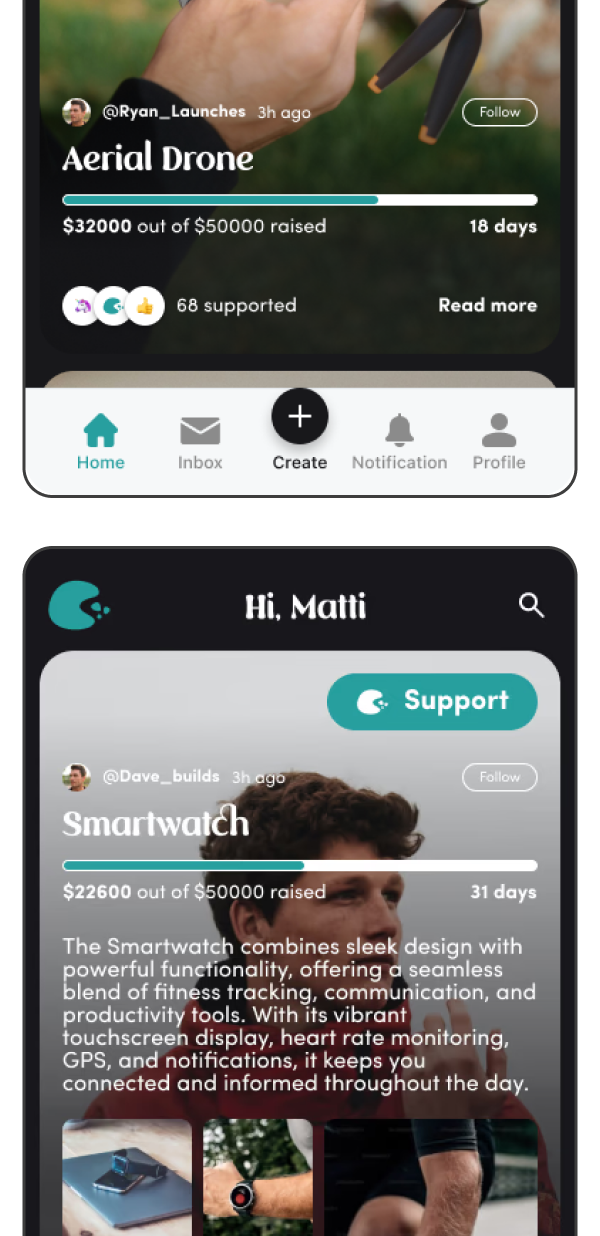 @Ryan_Launches 3h ago Follow
Aerial Drone
$32000 out of $50000 raised 18 days
68 supported Read more
Home Inbox Create Notification Profile
Hi, Matti
Support
@Dave_builds 3h ago Follow
Smartwatch
$22600 out of $50000 raised 31 days
The Smartwatch combines sleek design with
powerful functionality, offering a seamless
blend of fitness tracking, communication, and
productivity tools. With its vibrant
touchscreen display, heart rate monitoring,
GPS, and notifications, it keeps you
connected and informed throughout the day.